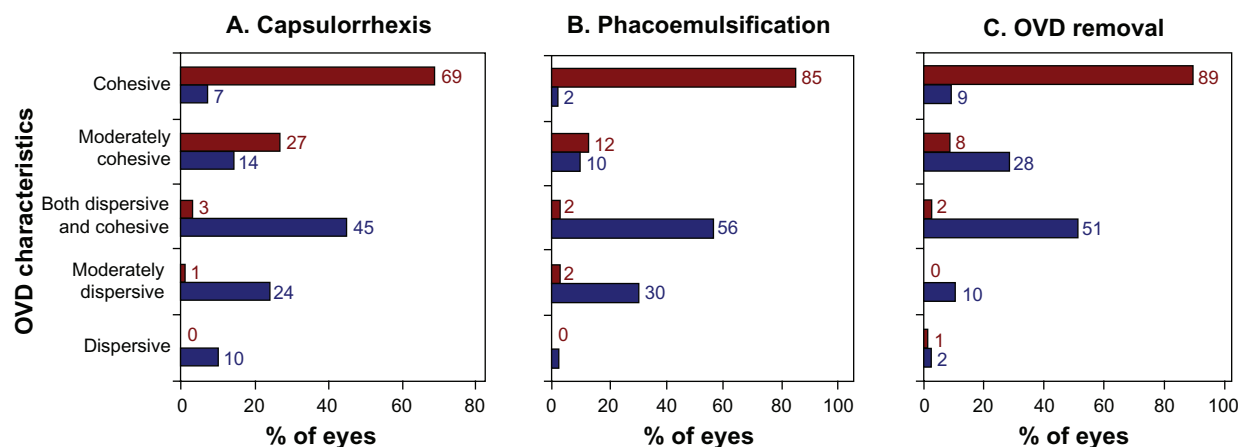 A. Capsulorrhexis
B. Phacoemulsification
C. OVD removal
OVD characteristics
Cohesive
Moderately
cohesive
Both dispersive
and cohesive
Moderately
dispersive
Dispersive
69
7
27
14
3
45
1
24
0
10
0 20 40 60 80
% of eyes
85
2
12
10
2
56
2
30
0
0 20 40 60 80 100
% of eyes
89
9
8
28
2
51
0
10
1
2
0 20 40 60 80 100
% of eyes